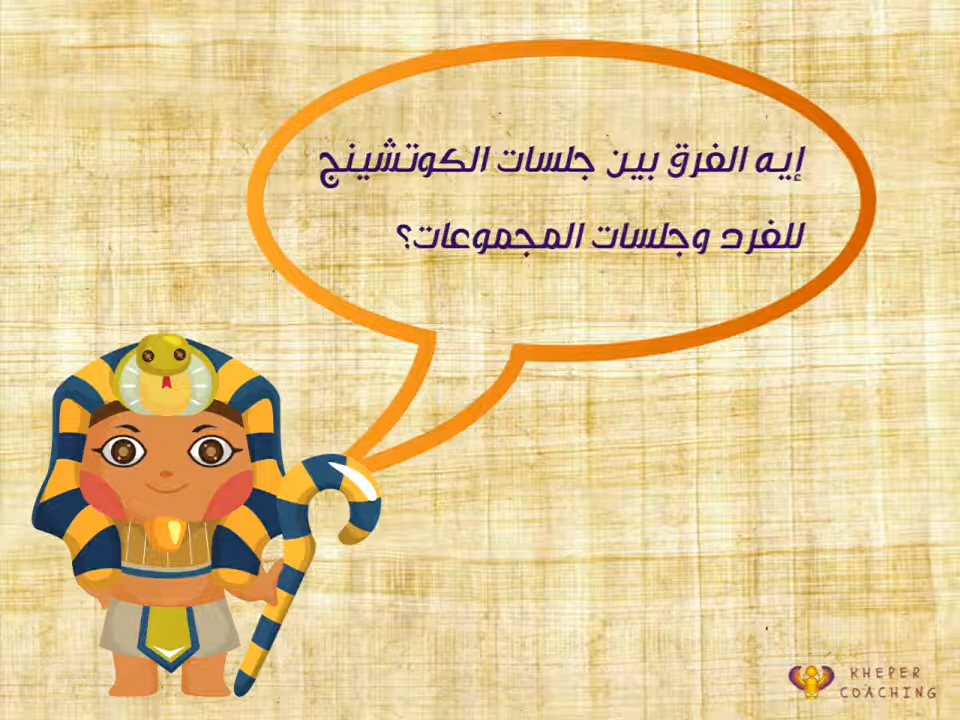 إيه الفرق بين جلسات الكوتشينج
للفرد وجلسات المجموعات؟
KHEPER
COACHING